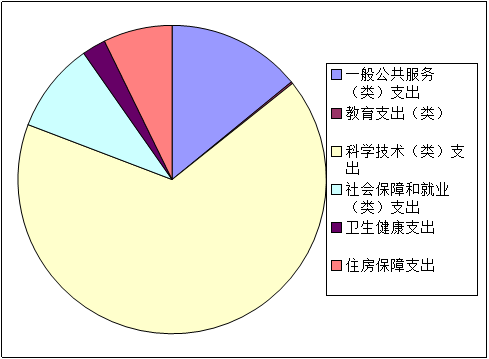 一般公共服务
（类）支出
教育支出（类）
科学技术（类）支
出
社会保障和就业
（类）支出
卫生健康支出
住房保障支出